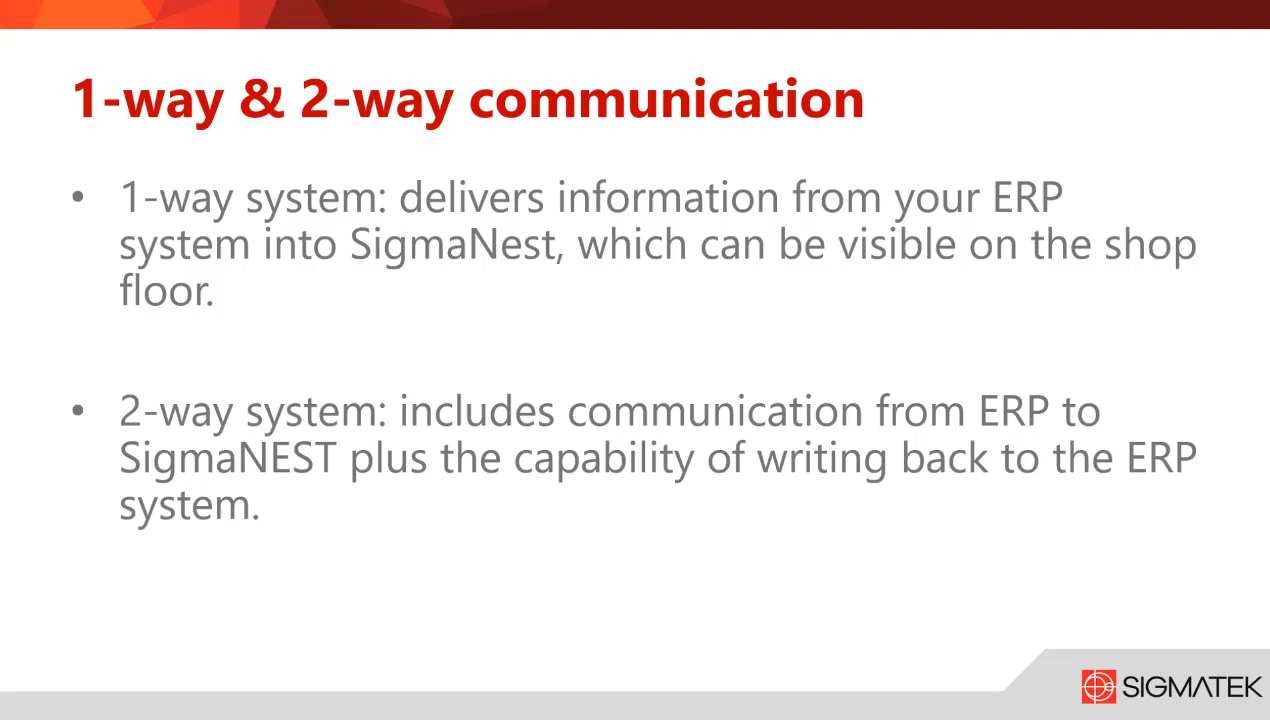 1-way & 2-way communication
• 1-way system: delivers information from your ERP
system into SigmaNest, which can be visible on the shop
floor.
• 2-way system: includes communication from ERP to
SigmaNEST plus the capability of writing back to the ERP
system.
SIGMATEK